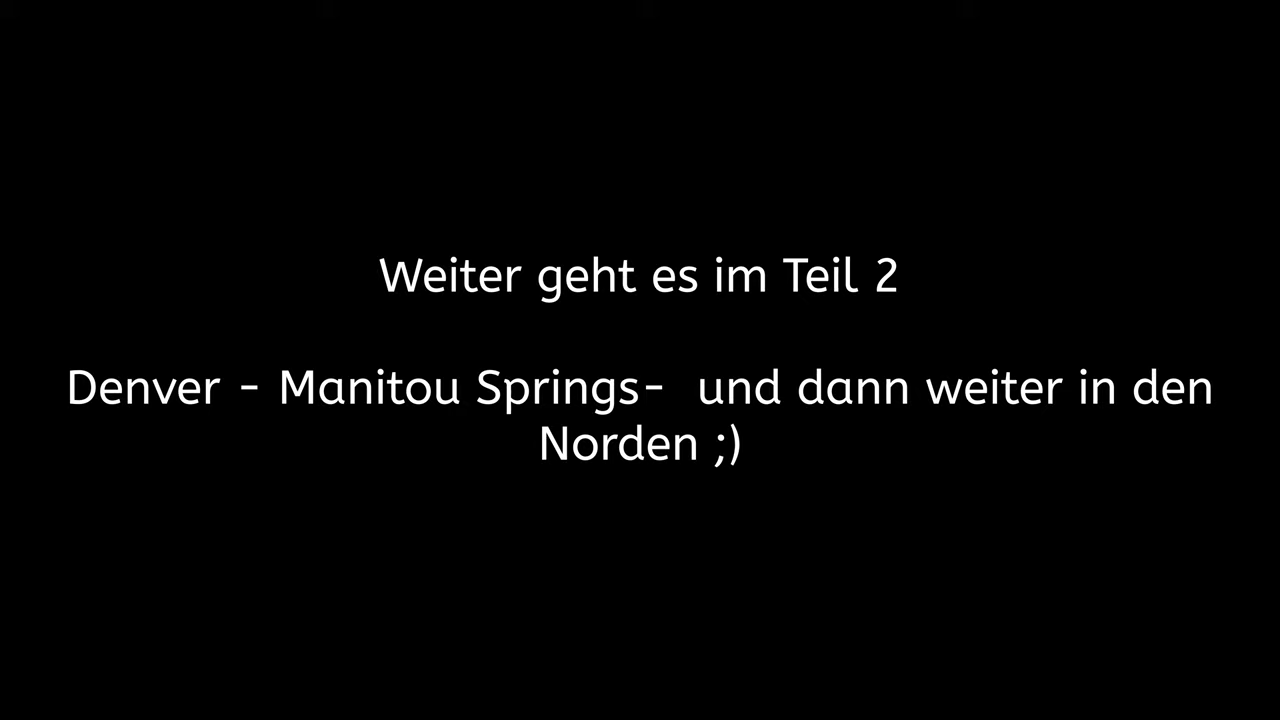 Weiter geht es im Teil 2
Denver - Manitou Springs-  und dann weiter in den
Norden ;)